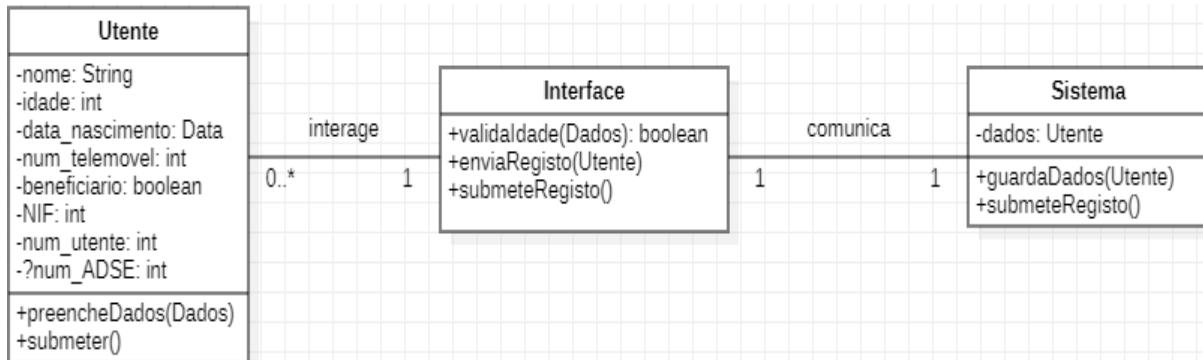 Utente
-nome: String
-idade: int
-data_nascimento: Data
-num_telemovel: int
-beneficiario: boolean
-NIF: int
-num_utente: int
-?num_ADSE: int
+preencheDados(Dados)
+submeter()
interage
0..*
1
Interface
+validaIdade(Dados): boolean
+enviaRegisto(Utente)
+submeteRegisto()
comunica
1
1
Sistema
-dados: Utente
+guardaDados(Utente)
+submeteRegisto()